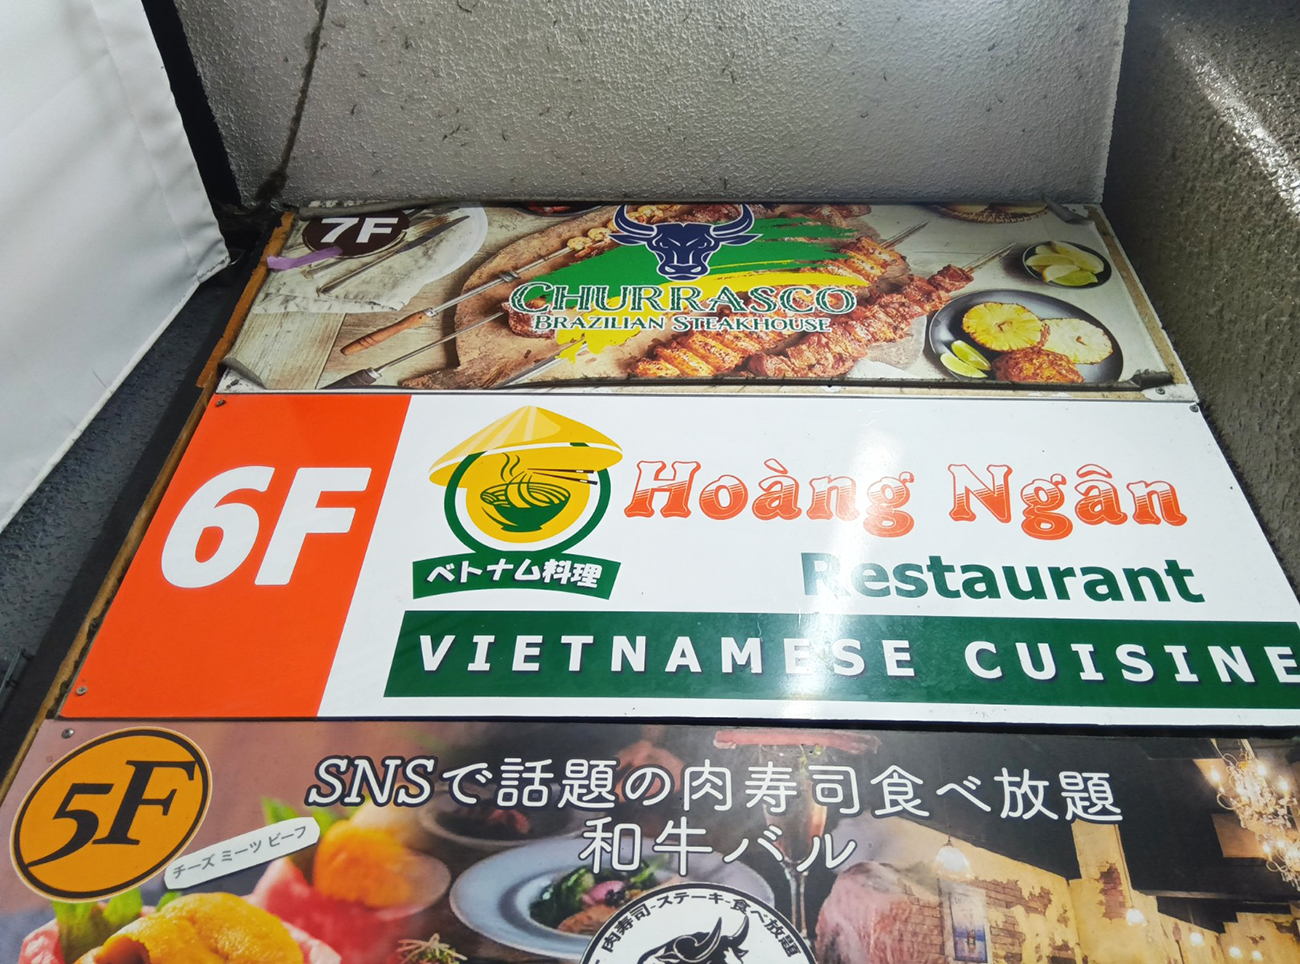 7F
CHURRASCO
BRAZILIAN STEAKHOUSE
6F
ベトナム料理
Hoàng Ngân
Restaurant
VIETNAMESE CUISINE
5F
チーズ ミーツ ビーフ
SNSで話題の肉寿司食べ放題
和牛バル
肉寿司-ステーキ-食べ放題